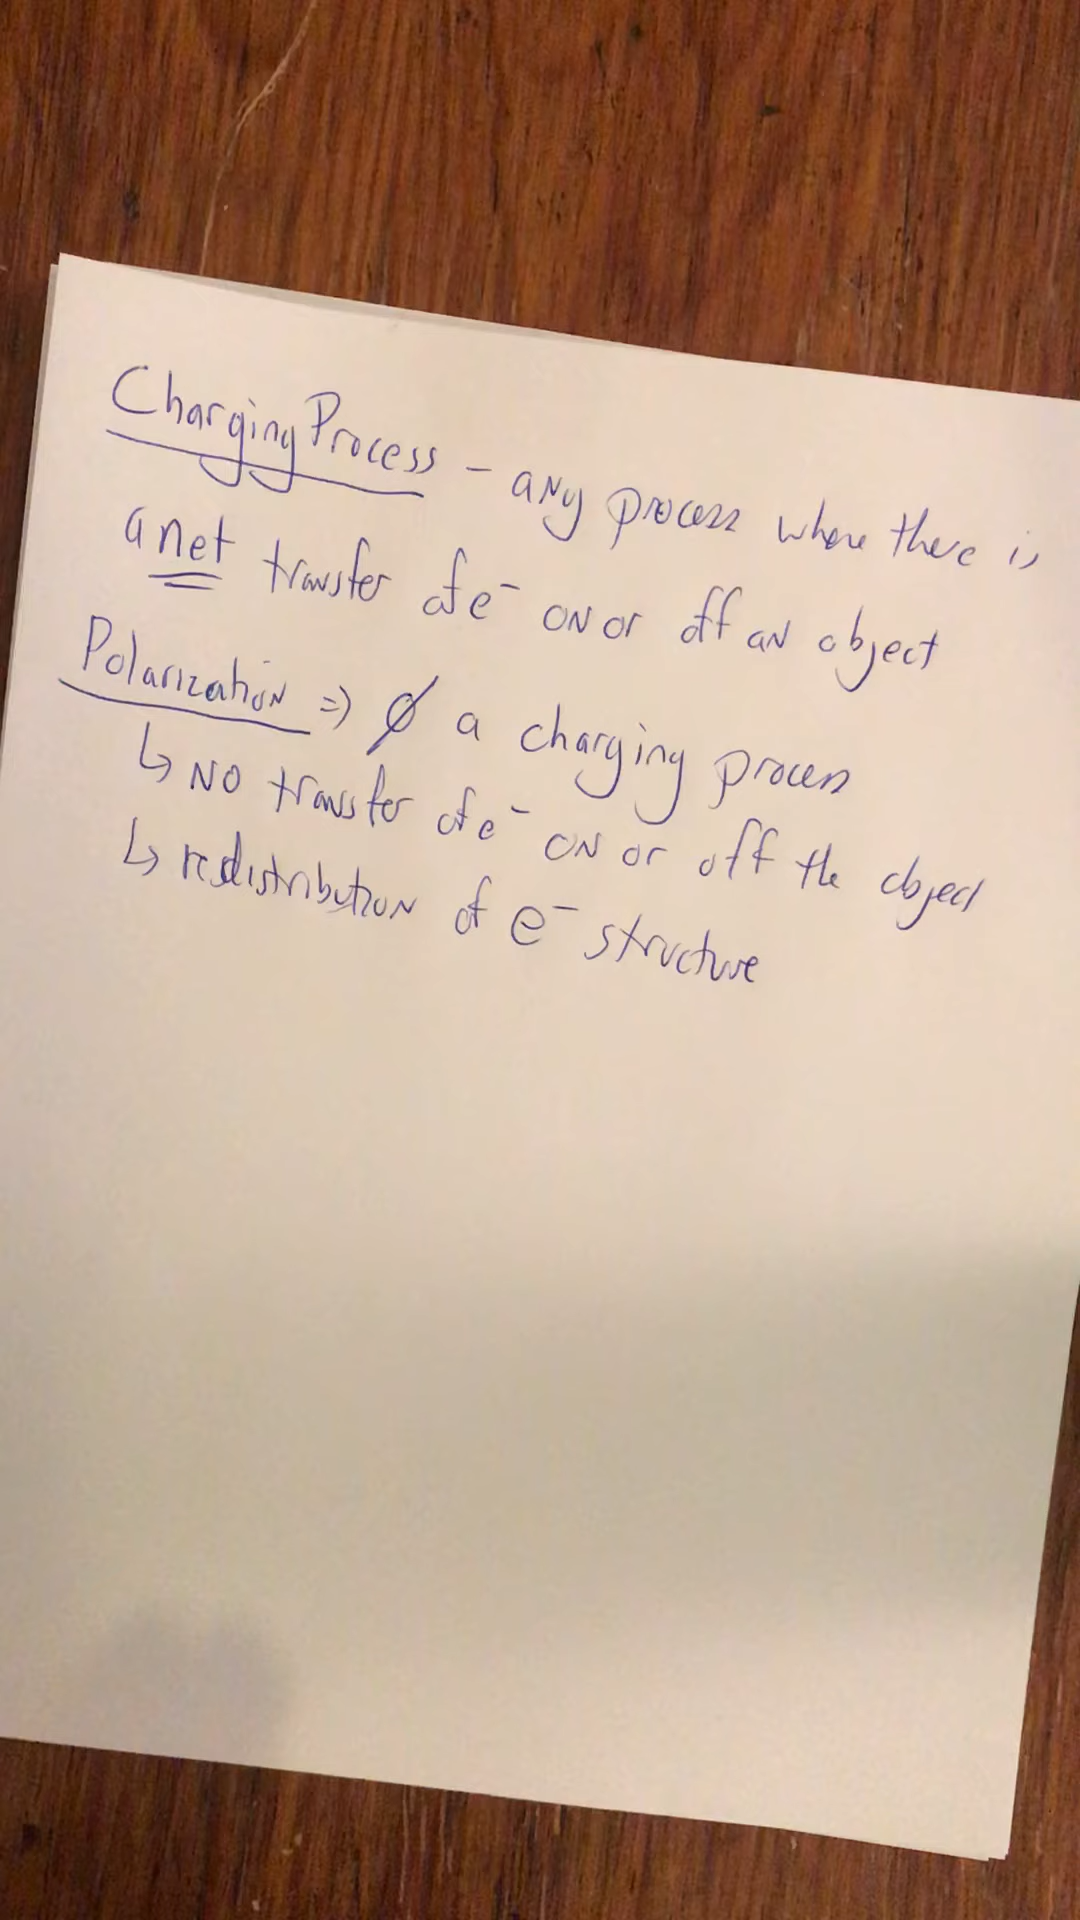 Charging Process - any process where there is
a net transfer of e⁻ on or off an object
Polarization => ∅ a charging process
↳ NO transfer of e⁻ on or off the object
↳ redistribution of e⁻ structure